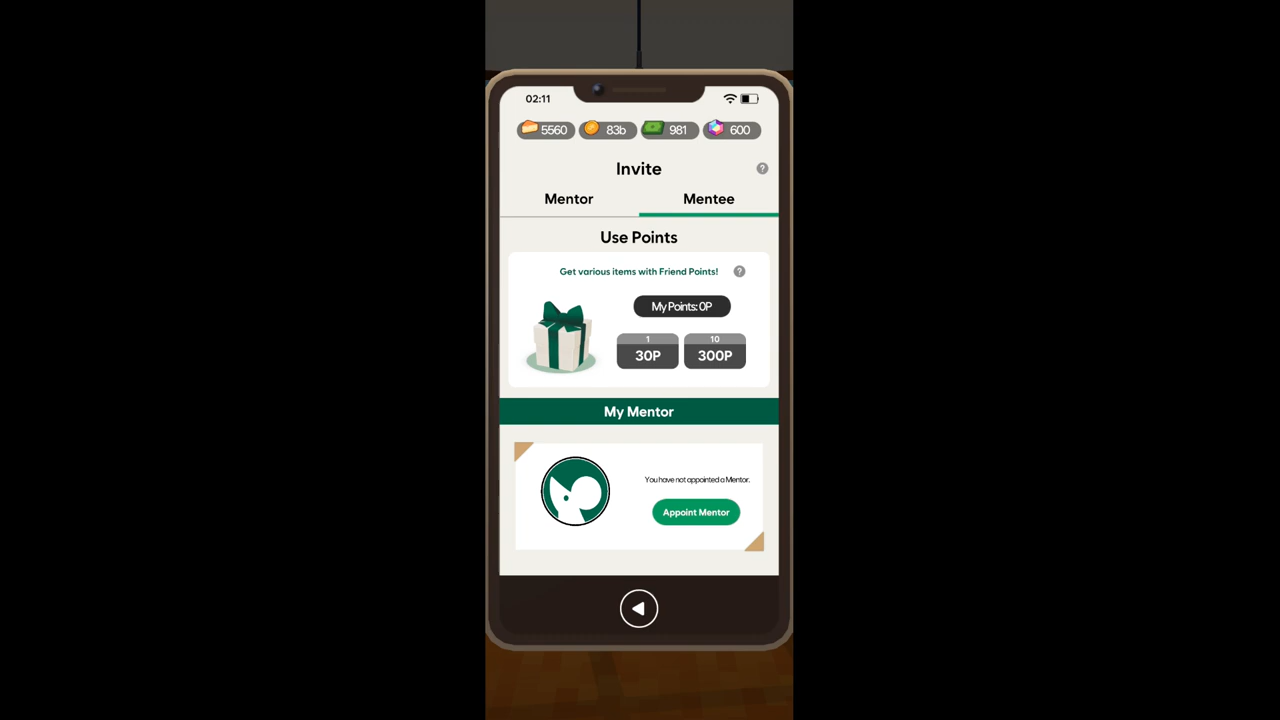 02:11
5560 83b 981 600
Invite ?
Mentor Mentee
Use Points
Get various items with Friend Points! ?
My Points: 0P
1 10
30P 300P
My Mentor
You have not appointed a Mentor.
Appoint Mentor